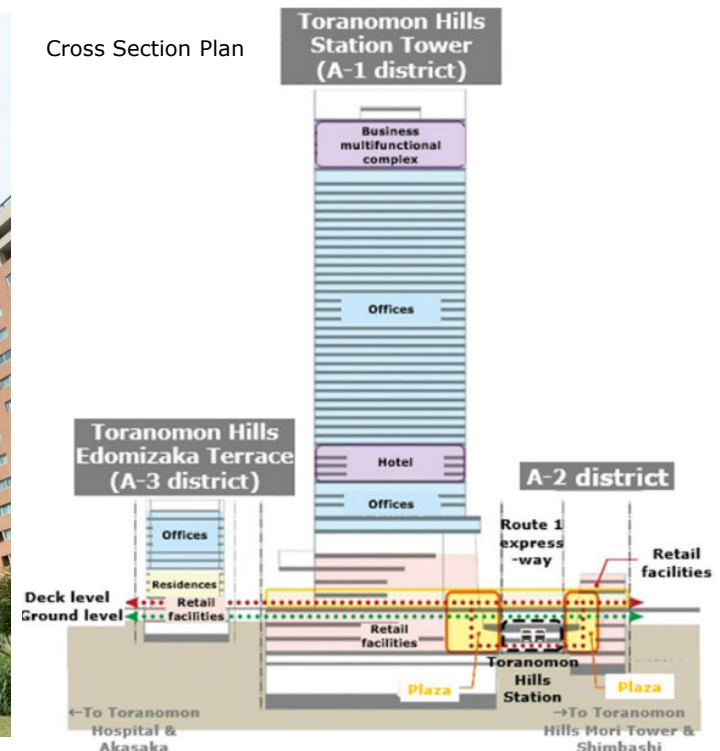 Cross Section Plan
Toranomon Hills
Station Tower
(A-1 district)
Business
multifunctional
complex
Offices
Hotel
Offices
Toranomon Hills
Edomizaka Terrace
(A-3 district)
A-2 district
Offices
Residences
Retail
facilities
Route 1
express
-way
Retail
facilities
Deck level
Ground level
Retail
facilities
Plaza
Toranomon
Hills
Station
Plaza
←To Toranomon
Hospital &
Akasaka
→To Toranomon
Hills Mori Tower &
Shimbashi